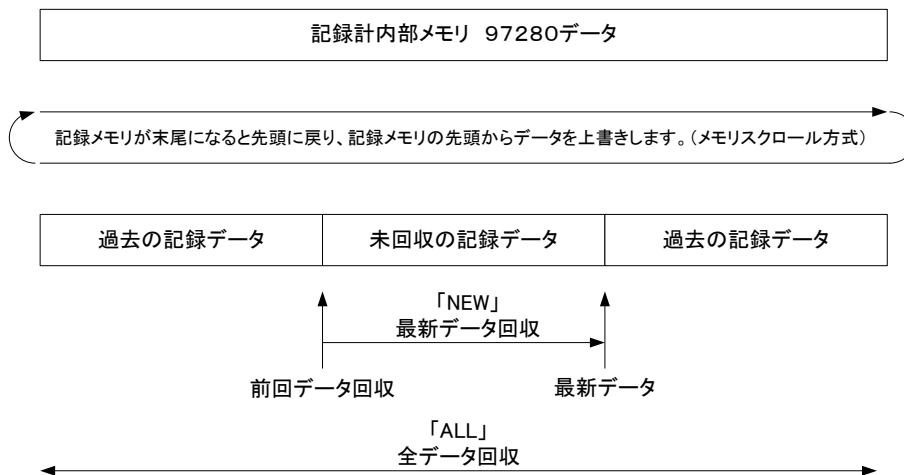 記録計内部メモリ 97280データ
記録メモリが末尾になると先頭に戻り、記録メモリの先頭からデータを上書きします。(メモリスクロール方式)
過去の記録データ 未回収の記録データ 過去の記録データ
「NEW」
最新データ回収
前回データ回収 最新データ
「ALL」
全データ回収